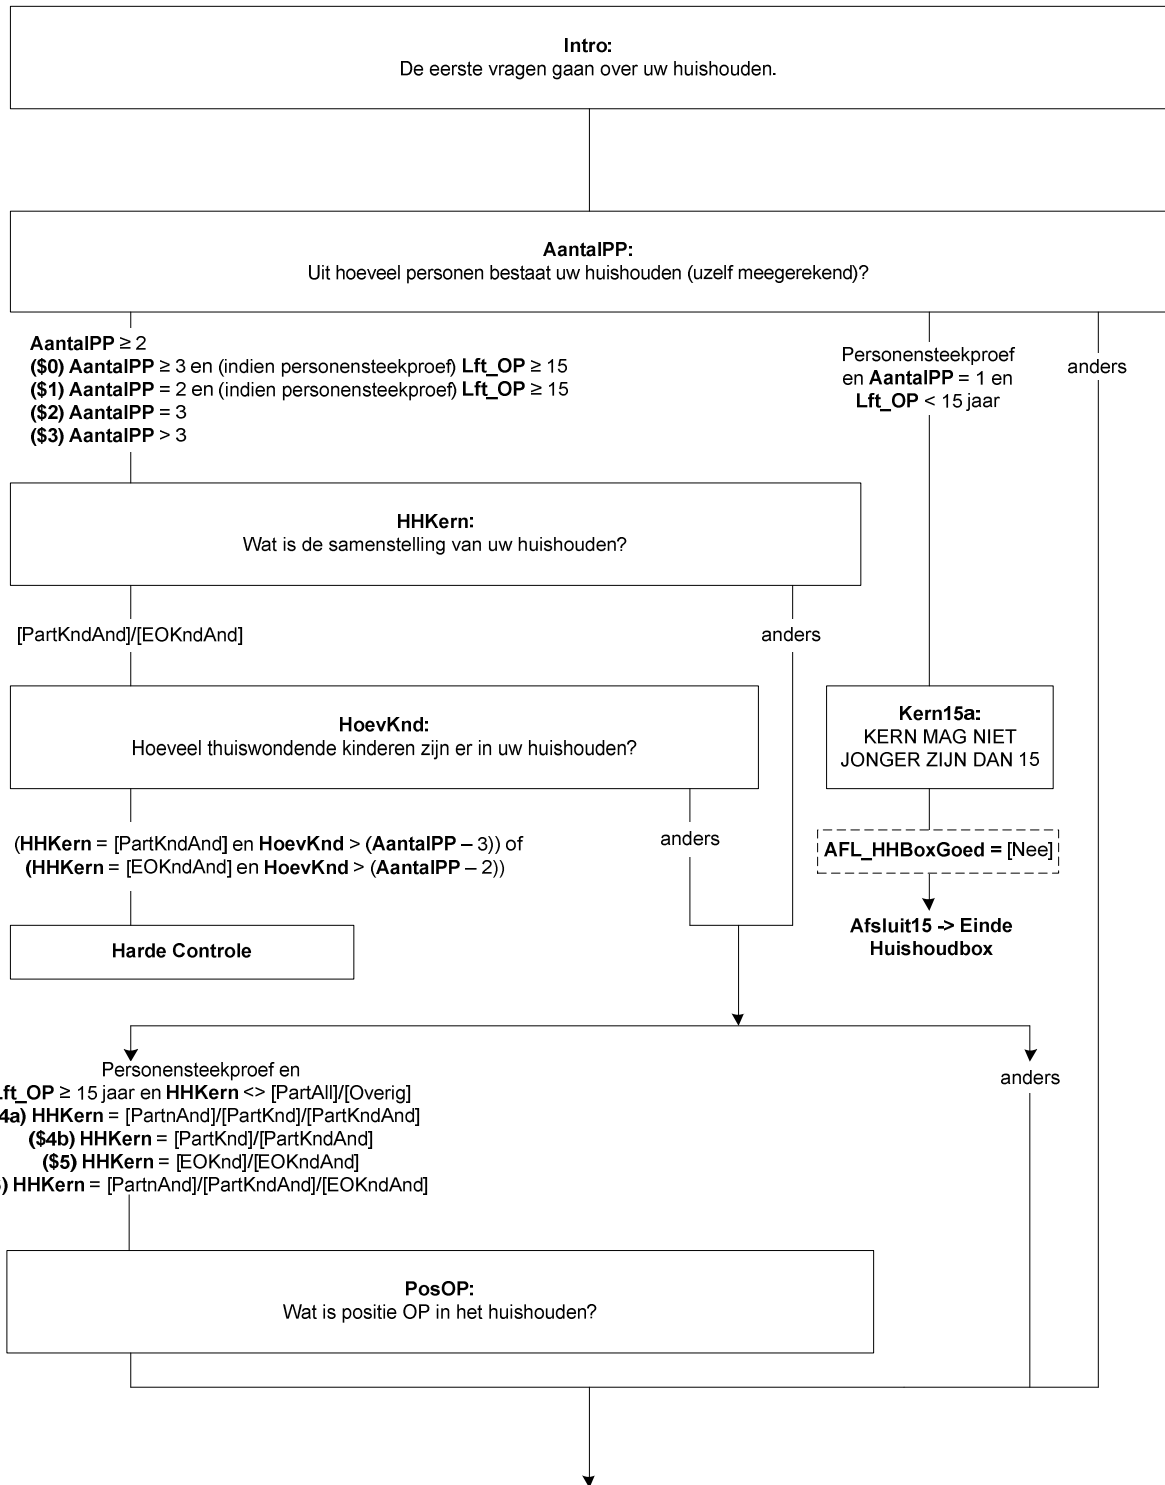 Intro:
De eerste vragen gaan over uw huishouden.
AantalPP:
Uit hoeveel personen bestaat uw huishouden (uzelf meegerekend)?
AantalPP ≥ 2
($0) AantalPP ≥ 3 en (indien personensteekproef) Lft_OP ≥ 15
($1) AantalPP = 2 en (indien personensteekproef) Lft_OP ≥ 15
($2) AantalPP = 3
($3) AantalPP > 3
Personensteekproef
en AantalPP = 1 en
Lft_OP < 15 jaar
anders
HHKern:
Wat is de samenstelling van uw huishouden?
[PartKndAnd]/[EOKndAnd]
anders
HoevKnd:
Hoeveel thuiswondende kinderen zijn er in uw huishouden?
Kern15a:
KERN MAG NIET
JONGER ZIJN DAN 15
(HHKern = [PartKndAnd] en HoevKnd > (AantalPP – 3)) of
(HHKern = [EOKndAnd] en HoevKnd > (AantalPP – 2))
anders
AFL_HHBoxGoed = [Nee]
Harde Controle
Afsluit15 -> Einde
Huishoudbox
Personensteekproef en
ft_OP ≥ 15 jaar en HHKern <> [PartAll]/[Overig]
4a) HHKern = [PartnAnd]/[PartKnd]/[PartKndAnd]
($4b) HHKern = [PartKnd]/[PartKndAnd]
($5) HHKern = [EOKnd]/[EOKndAnd]
) HHKern = [PartnAnd]/[PartKndAnd]/[EOKndAnd]
anders
PosOP:
Wat is positie OP in het huishouden?